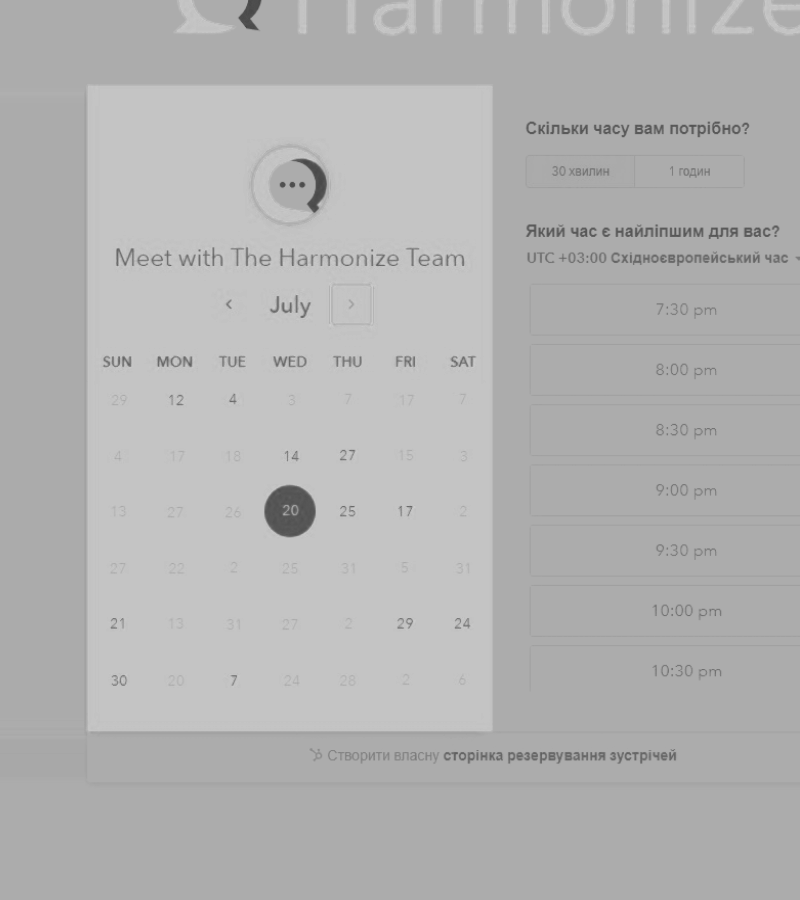 Harmonize
Meet with The Harmonize Team
July
SUN MON TUE WED THU FRI SAT
29 12 4 3 7 17 7
4 17 18 14 27 15 3
13 27 26 20 25 17 2
27 22 2 25 31 5 31
21 13 31 27 2 29 24
30 20 7 24 28 2 6
Скільки часу вам потрібно?
30 хвилин 1 годин
Який час є найліпшим для вас?
UTC +03:00 Східноєвропейський час
7:30 pm
8:00 pm
8:30 pm
9:00 pm
9:30 pm
10:00 pm
10:30 pm
Створити власну сторінка резервування зустрічей